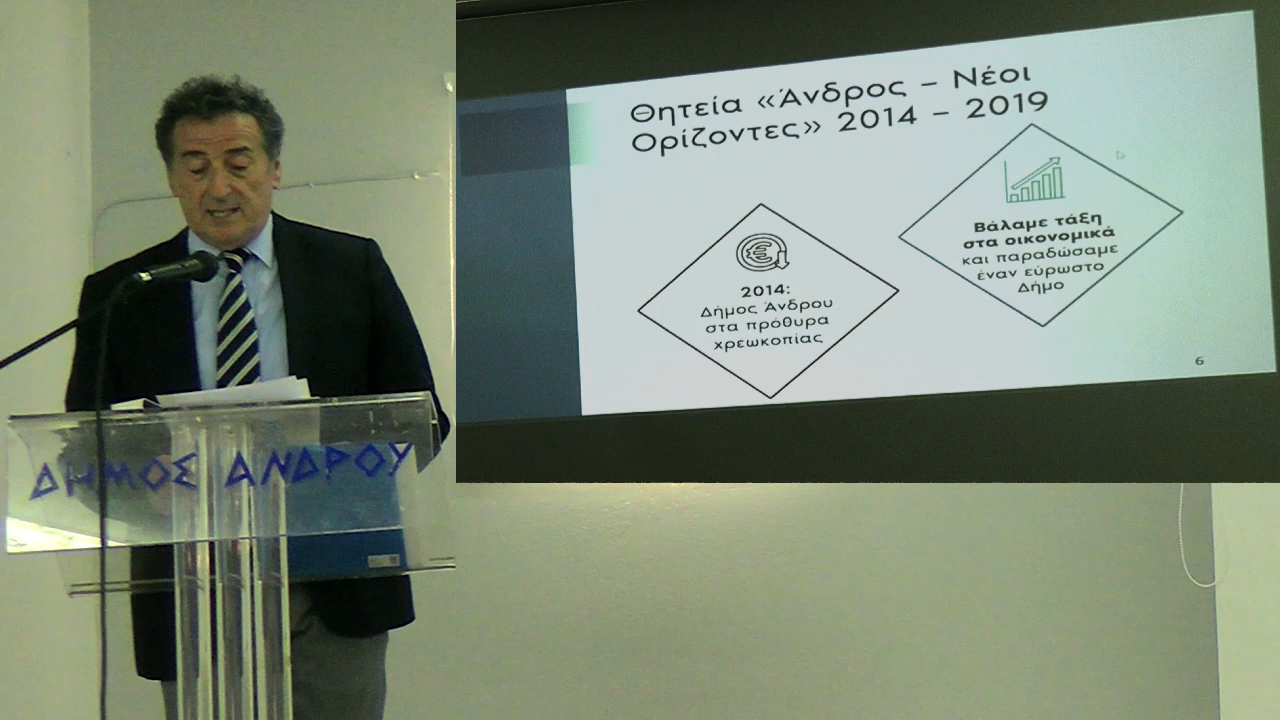 Θητεία «Άνδρος – Νέοι
Ορίζοντες» 2014 – 2019
2014:
Δήμος Άνδρου
στα πρόθυρα
χρεωκοπίας
Βάλαμε τάξη
στα οικονομικά
και παραδώσαμε
έναν εύρωστο
Δήμο
6
ΔΗΜΟΣ ΑΝΔΡΟΥ